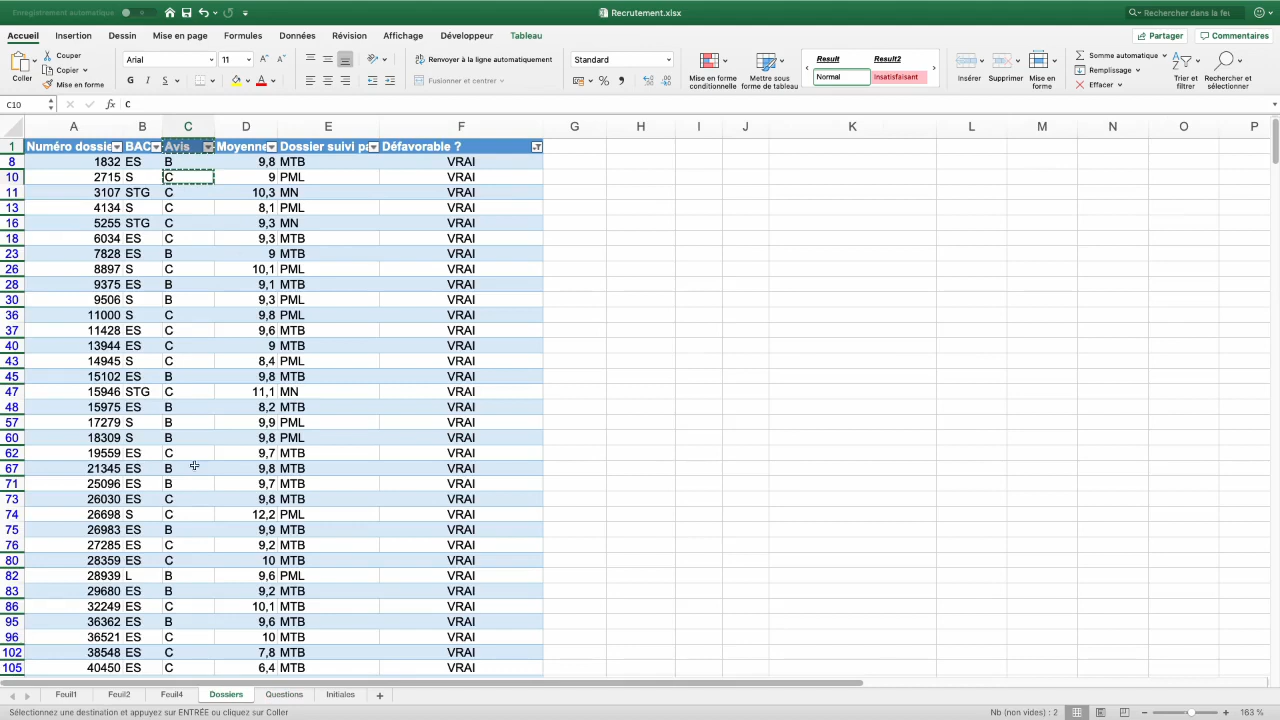 Enregistrement automatique
Recrutement.xlsx
Rechercher dans la feu
Accueil Insertion Dessin Mise en page Formules Données Révision Affichage Développeur Tableau
Partager Commentaires
Coller
Couper
Copier
Mise en forme
Arial 11
Renvoyer à la ligne automatiquement
Fusionner et centrer
Standard
Mise en forme conditionnelle
Mettre sous forme de tableau
Result Result2
Normal Insatisfaisant
Insérer Supprimer Mise en forme
Somme automatique
Remplissage
Effacer
Trier et filtrer
Rechercher et sélectionner
C10 fx C
A B C D E F G H I J K L M N O P
1 Numéro dossie BAC Avis Moyenne Dossier suivi pa Défavorable ?
8 1832 ES B 9,8 MTB VRAI
10 2715 S C 9 PML VRAI
11 3107 STG C 10,3 MN VRAI
13 4134 S C 8,1 PML VRAI
16 5255 STG C 9,3 MN VRAI
18 6034 ES C 9,3 MTB VRAI
23 7828 ES B 9 MTB VRAI
26 8897 S C 10,1 PML VRAI
28 9375 ES B 9,1 MTB VRAI
30 9506 S B 9,3 PML VRAI
36 11000 S C 9,8 PML VRAI
37 11428 ES C 9,6 MTB VRAI
40 13944 ES C 9 MTB VRAI
43 14945 S C 8,4 PML VRAI
45 15102 ES B 9,8 MTB VRAI
47 15946 STG C 11,1 MN VRAI
48 15975 ES B 8,2 MTB VRAI
57 17279 S B 9,9 PML VRAI
60 18309 S B 9,8 PML VRAI
62 19559 ES C 9,7 MTB VRAI
67 21345 ES B 9,8 MTB VRAI
71 25096 ES B 9,7 MTB VRAI
73 26030 ES C 9,8 MTB VRAI
74 26698 S C 12,2 PML VRAI
75 26983 ES B 9,9 MTB VRAI
76 27285 ES C 9,2 MTB VRAI
80 28359 ES C 10 MTB VRAI
82 28939 L B 9,6 PML VRAI
83 29680 ES B 9,2 MTB VRAI
86 32249 ES C 10,1 MTB VRAI
95 36362 ES B 9,6 MTB VRAI
96 36521 ES C 10 MTB VRAI
102 38548 ES C 7,8 MTB VRAI
105 40450 ES C 6,4 MTB VRAI
Feuil1 Feuil2 Feuil4 Dossiers Questions Initiales +
Sélectionnez une destination et appuyez sur ENTRÉE ou cliquez sur Coller
Nb (non vides) : 2
163 %